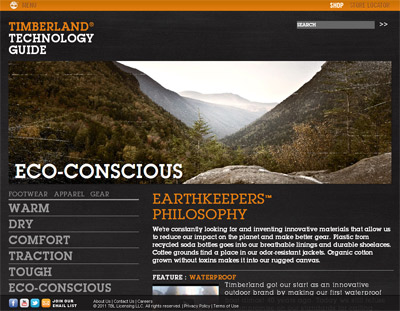 MENU
SHOP STORE LOCATOR
TIMBERLAND®
TECHNOLOGY
GUIDE
SEARCH >>
ECO-CONSCIOUS
FOOTWEAR APPAREL GEAR
WARM
DRY
COMFORT
TRACTION
TOUGH
ECO-CONSCIOUS
EARTHKEEPERS™
PHILOSOPHY
We're constantly looking for and inventing innovative materials that allow us
to reduce our impact on the planet and make better gear. Plastic from
recycled soda bottles goes into our breathable linings and durable shoelaces.
Coffee grounds find a place in our odor-resistant jackets. Organic cotton
grown without toxins makes it into our rugged canvas.
FEATURE : WATERPROOF
Timberland got our start as an innovative
outdoor brand by making our first waterproof
JOIN OUR
EMAIL LIST
About Us | Contact Us | Careers
© 2011 TBL Licensing LLC. All rights reserved. | Privacy Policy | Terms of Use